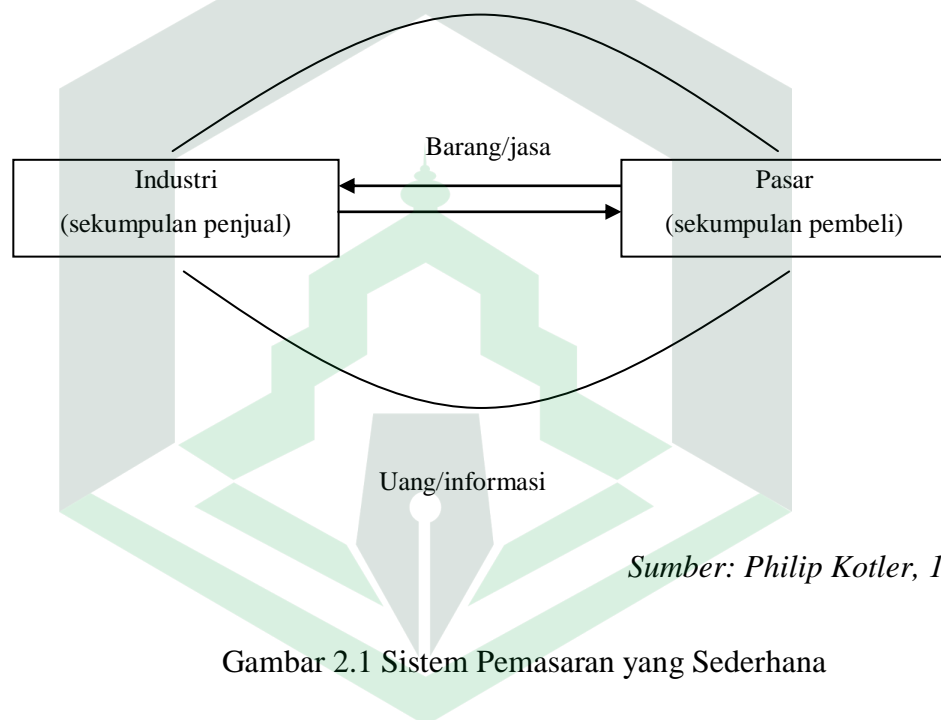 Barang/jasa
Industri
(sekumpulan penjual)
Pasar
(sekumpulan pembeli)
Uang/informasi
Sumber: Philip Kotler, 1
Gambar 2.1 Sistem Pemasaran yang Sederhana